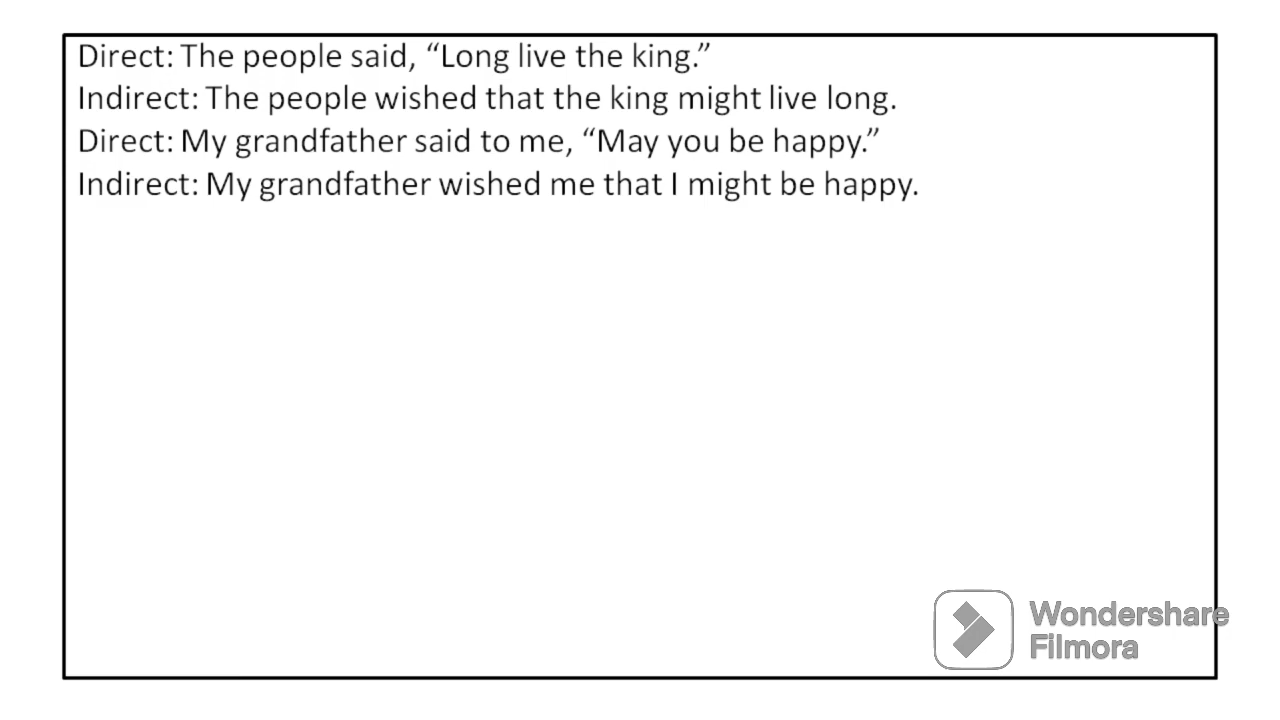 Direct: The people said, “Long live the king.”
Indirect: The people wished that the king might live long.
Direct: My grandfather said to me, “May you be happy.”
Indirect: My grandfather wished me that I might be happy.
Wondershare
Filmora